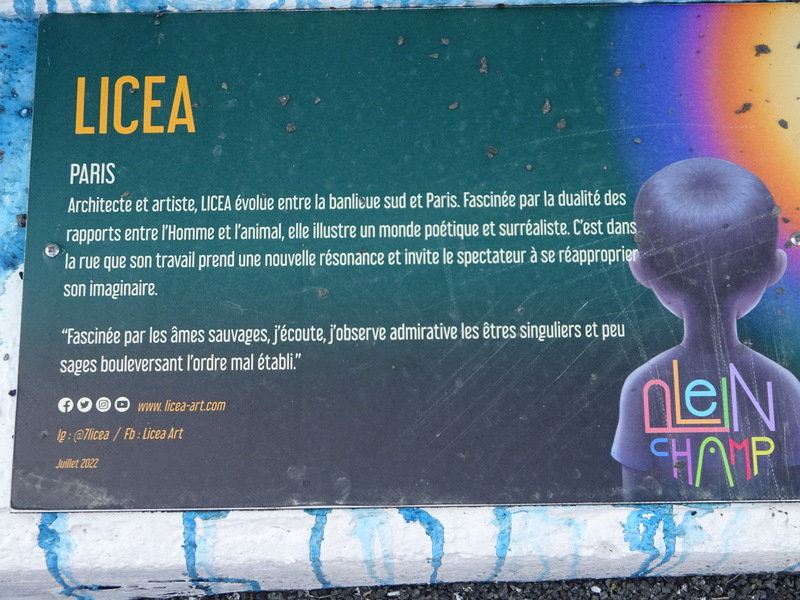 LICEA
PARIS
Architecte et artiste, LICEA évolue entre la banlieue sud et Paris. Fascinée par la dualité des
rapports entre l'Homme et l'animal, elle illustre un monde poétique et surréaliste. C'est dans
la rue que son travail prend une nouvelle résonance et invite le spectateur à se réapproprier
son imaginaire.
“Fascinée par les âmes sauvages, j'écoute, j'observe admirative les êtres singuliers et peu
sages bouleversant l'ordre mal établi.”
www. licea-art.com
Ig : @7licea / Fb : Licea Art
Juillet 2022
PLeiN
CHAMP